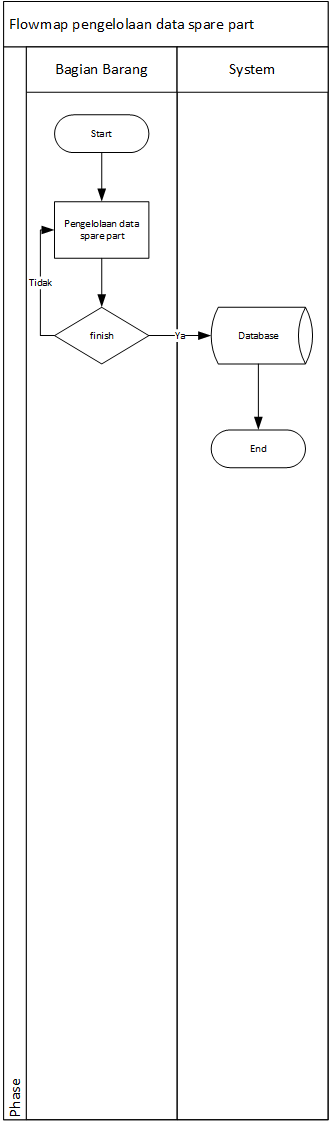 Flowmap pengelolaan data spare part
Bagian Barang
System
Start
Pengelolaan data
spare part
Tidak
finish
Ya
Database
End
Phase